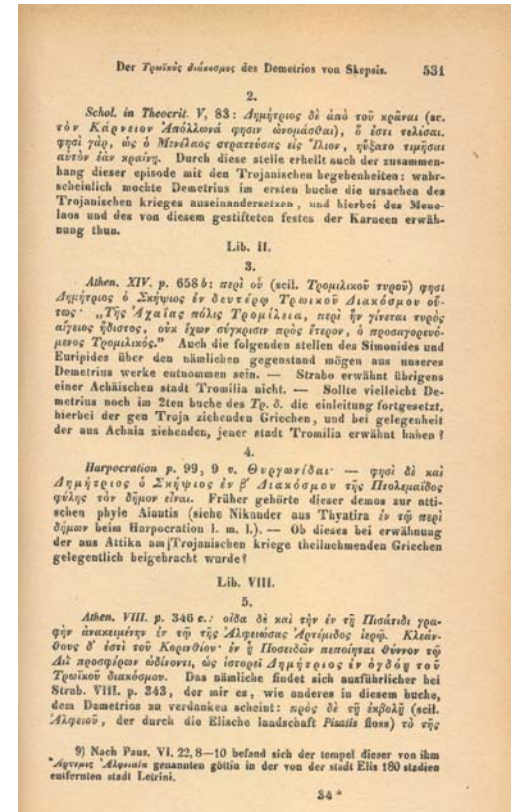 Der Τρωϊκὸς διάκοσμος des Demetrios von Skepsis. 531
2.
Schol. in Theocrit. V, 83: Δημήτριος δὲ ἀπὸ τοῦ κρᾶναι (sc.
τὸν Κάρνειον Ἀπόλλωνά φησιν ὠνομάσθαι), ὅ ἐστι τελέσαι.
φησὶ γὰρ, ὡς ὁ Μενέλαος στρατεύσας εἰς Ἴλιον, ηὔξατο τιμῆσαι
αὐτὸν ἐὰν κραίνῃ. Durch diese stelle erhellt auch der zusammen-
hang dieser episode mit den Trojanischen begebenheiten: wahr-
scheinlich mochte Demetrius im ersten buche die ursachen des
Trojanischen krieges auseinandersetzen, und hierbei des Mene-
laos und des von diesem gestifteten festes der Karneen erwäh-
nung thun.
Lib. II.
3.
Athen. XIV. p. 658 b: περὶ οὗ (scil. Τρομιλικοῦ τυροῦ) φησι
Δημήτριος ὁ Σκήψιος ἐν δευτέρῳ Τρωικοῦ Διακόσμου οὕ-
τως· „Τῆς Ἀχαΐας πόλις Τρομίλεια, περὶ ἣν γίνεται τυρὸς
αἴγειος ἥδιστος, οὐκ ἔχων σύγκρισιν πρὸς ἕτερον, ὁ προσαγορευό-
μενος Τρομιλικός.” Auch die folgenden stellen des Simonides und
Euripides über den nämlichen gegenstand mögen aus unseres
Demetrius werke entnommen sein. — Strabo erwähnt übrigens
einer Achäischen stadt Tromilia nicht. — Sollte vielleicht De-
metrius noch im 2ten buche des Τρ. δ. die einleitung fortgesetzt,
hierbei der gen Troja ziehenden Griechen, und bei gelegenheit
der aus Achaia ziehenden, jener stadt Tromilia erwähnt haben?
4.
Harpocration p. 99, 9 v. Θυργωνίδαι· — φησὶ δὲ καὶ
Δημήτριος ὁ Σκήψιος ἐν β´ Διακόσμου τῆς Πτολεμαΐδος
φύλης τὸν δῆμον εἶναι. Früher gehörte dieser demos zur atti-
schen phyle Aiantis (siehe Nikander aus Thyatira ἐν τῷ περὶ
δήμων beim Harpocration l. m. l.). — Ob dieses bei erwähnung
der aus Attika am Trojanischen kriege theilnehmenden Griechen
gelegentlich beigebracht wurde?
Lib. VIII.
5.
Athen. VIII. p. 346 c.: οἶδα δὲ καὶ τὴν ἐν τῇ Πισάτιδι γρα-
φὴν ἀνακειμένην ἐν τῷ τῆς Ἀλφειώσας Ἀρτέμιδος ἱερῷ. Κλεάν-
θους δ᾽ ἐστὶ τοῦ Κορινθίου· ἐν ᾗ Ποσειδῶν πεποίηται θύννον τῷ
Διὶ προσφέρων ὠδίνοντι, ὡς ἱστορεῖ Δημήτριος ἐν ὀγδόῃ τοῦ
Τρωϊκοῦ διακόσμου. Das nämliche findet sich ausführlicher bei
Strab. VIII. p. 343, der mir es, wie anderes in diesem buche,
dem Demetrius zu verdanken scheint: πρὸς δὲ τῇ ἐκβολῇ (scil.
Ἀλφειοῦ, der durch die Elische landschaft Pisatis floss) τὸ τῆς
9) Nach Paus. VI, 22, 8—10 befand sich der tempel dieser von ihm
Ἄρτεμις Ἀλφειαία genannten göttin in der von der stadt Elis 180 stadien
entfernten stadt Letrini.
34*